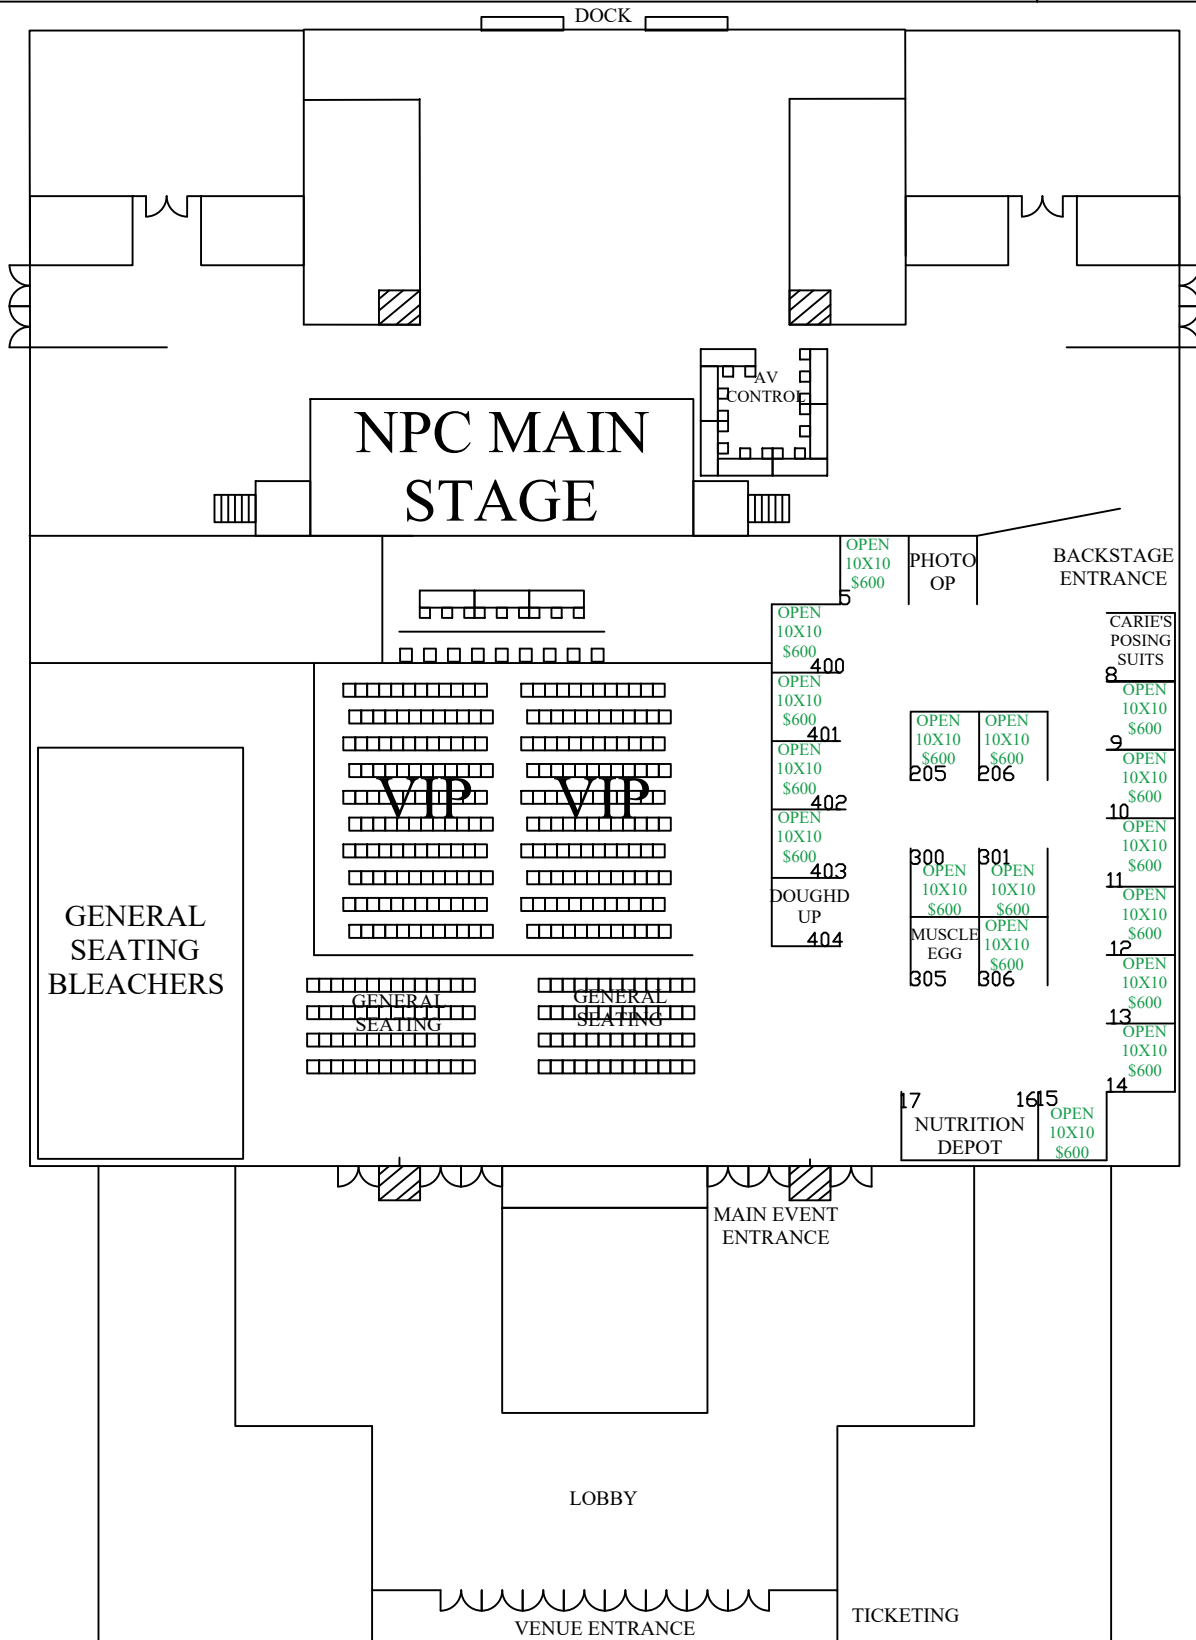 DOCK
AV
CONTROL
NPC MAIN
STAGE
OPEN
10X10
$600
5
PHOTO
OP
BACKSTAGE
ENTRANCE
OPEN
10X10
$600
400
CARIE'S
POSING
SUITS
8
OPEN
10X10
$600
401
OPEN
10X10
$600
9
OPEN
10X10
$600
205
OPEN
10X10
$600
206
OPEN
10X10
$600
402
OPEN
10X10
$600
10
VIP
VIP
OPEN
10X10
$600
403
OPEN
10X10
$600
11
300
OPEN
10X10
$600
301
OPEN
10X10
$600
DOUGHD
UP
404
OPEN
10X10
$600
12
GENERAL
SEATING
BLEACHERS
MUSCLE
EGG
305
OPEN
10X10
$600
306
OPEN
10X10
$600
13
GENERAL
SEATING
GENERAL
SEATING
OPEN
10X10
$600
14
17
16
NUTRITION
DEPOT
15
OPEN
10X10
$600
MAIN EVENT
ENTRANCE
LOBBY
VENUE ENTRANCE
TICKETING